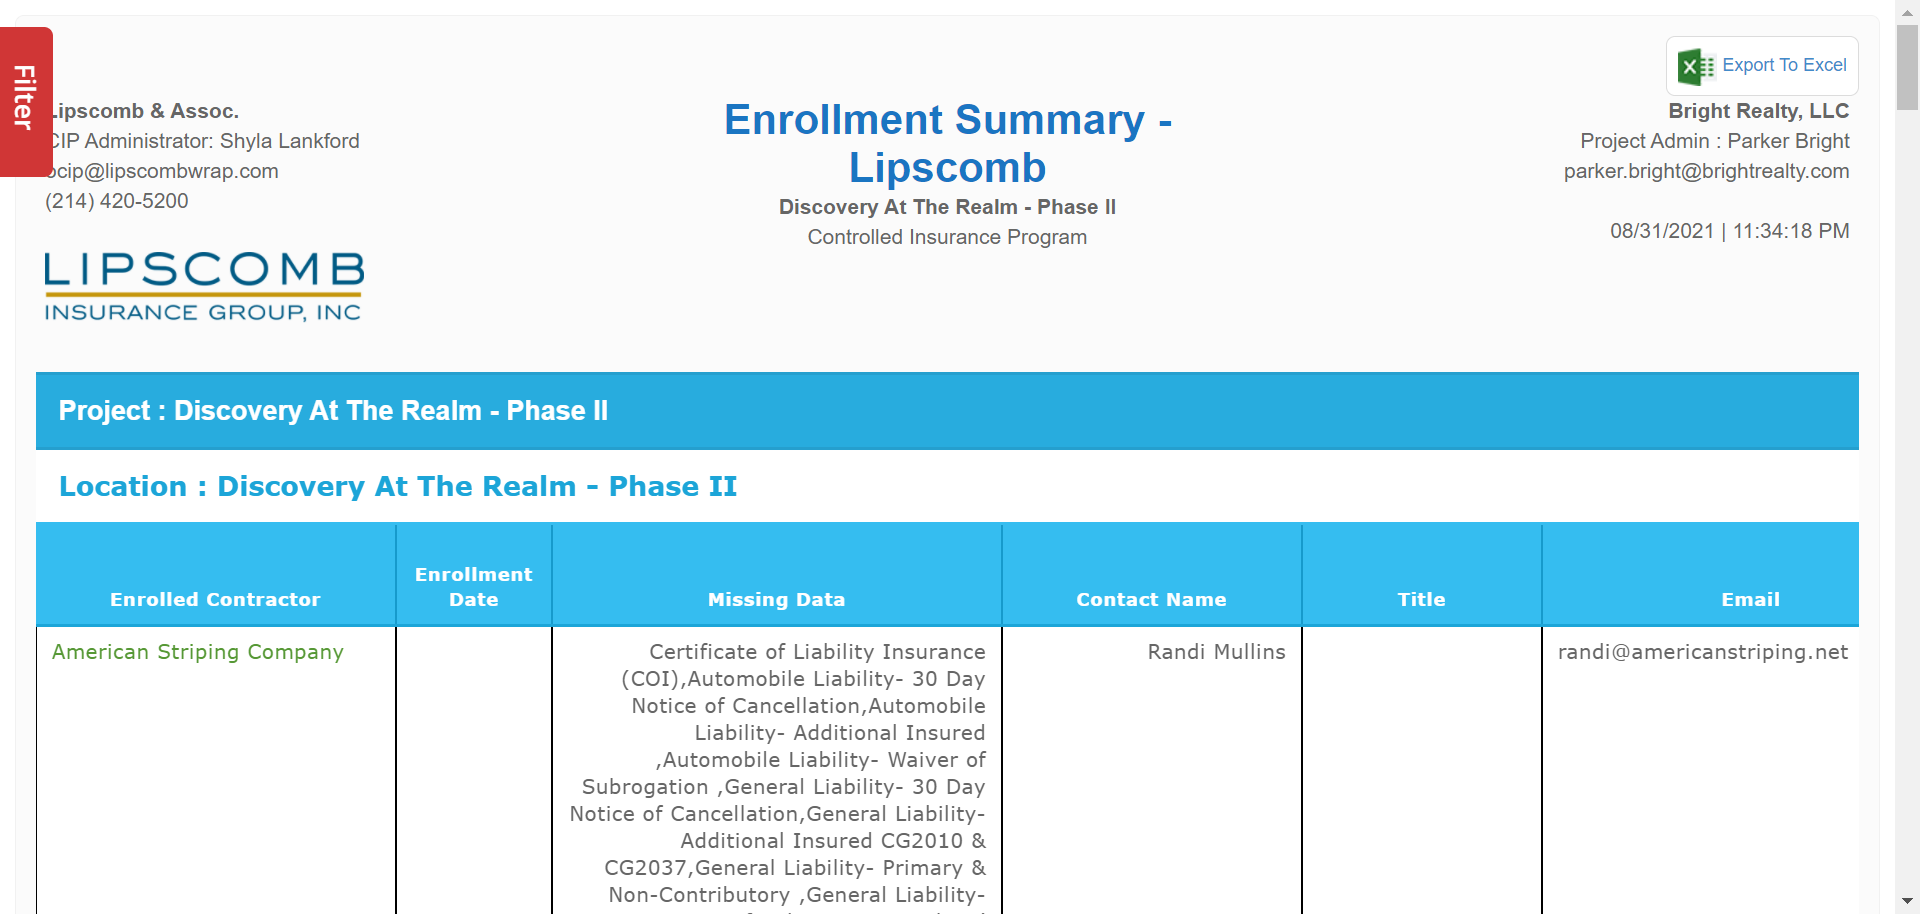 Filter
Export To Excel
Lipscomb & Assoc.
CIP Administrator: Shyla Lankford
ocip@lipscombwrap.com
(214) 420-5200
LIPSCOMB
INSURANCE GROUP, INC
Enrollment Summary -
Lipscomb
Discovery At The Realm - Phase II
Controlled Insurance Program
Bright Realty, LLC
Project Admin : Parker Bright
parker.bright@brightrealty.com
08/31/2021 | 11:34:18 PM
Project : Discovery At The Realm - Phase II
Location : Discovery At The Realm - Phase II
Enrolled Contractor
Enrollment
Date
Missing Data
Contact Name
Title
Email
American Striping Company
Certificate of Liability Insurance
(COI),Automobile Liability- 30 Day
Notice of Cancellation,Automobile
Liability- Additional Insured
,Automobile Liability- Waiver of
Subrogation ,General Liability- 30 Day
Notice of Cancellation,General Liability-
Additional Insured CG2010 &
CG2037,General Liability- Primary &
Non-Contributory ,General Liability-
Randi Mullins
randi@americanstriping.net